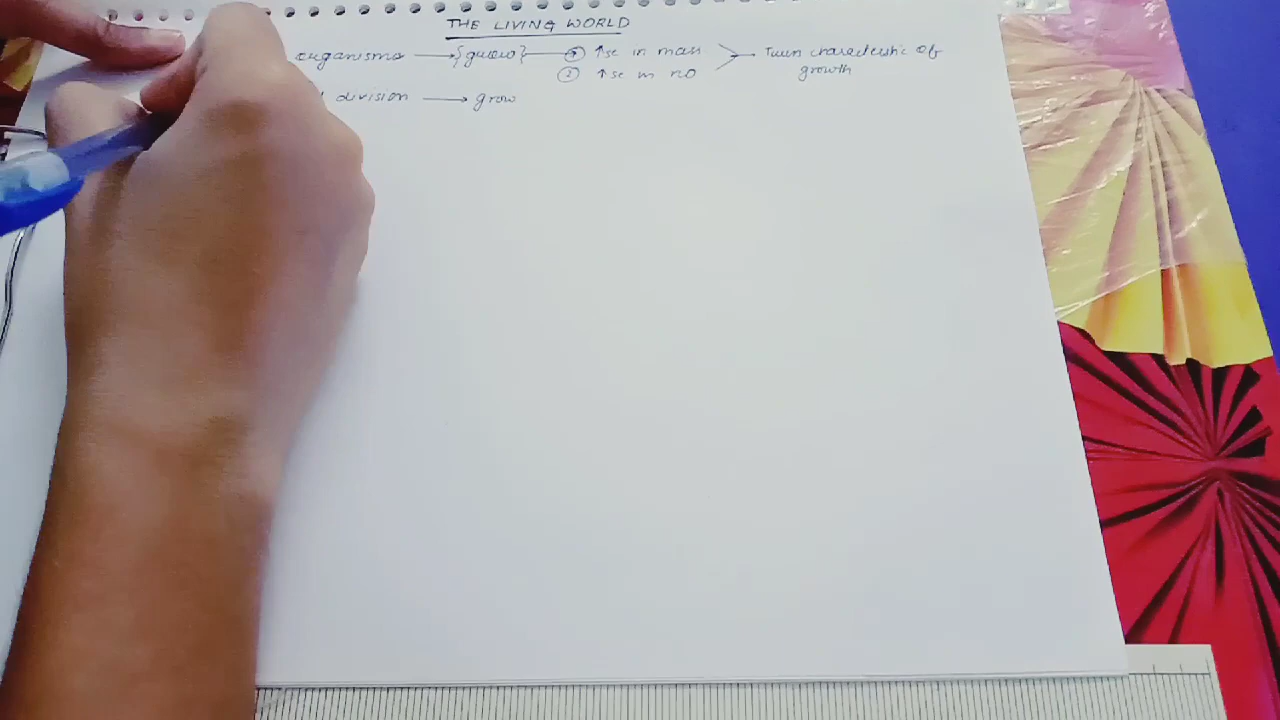 THE LIVING WORLD
organisms → {grow} → ① ↑se in mass > Twin characteristic of
② ↑se in no growth
division → grow